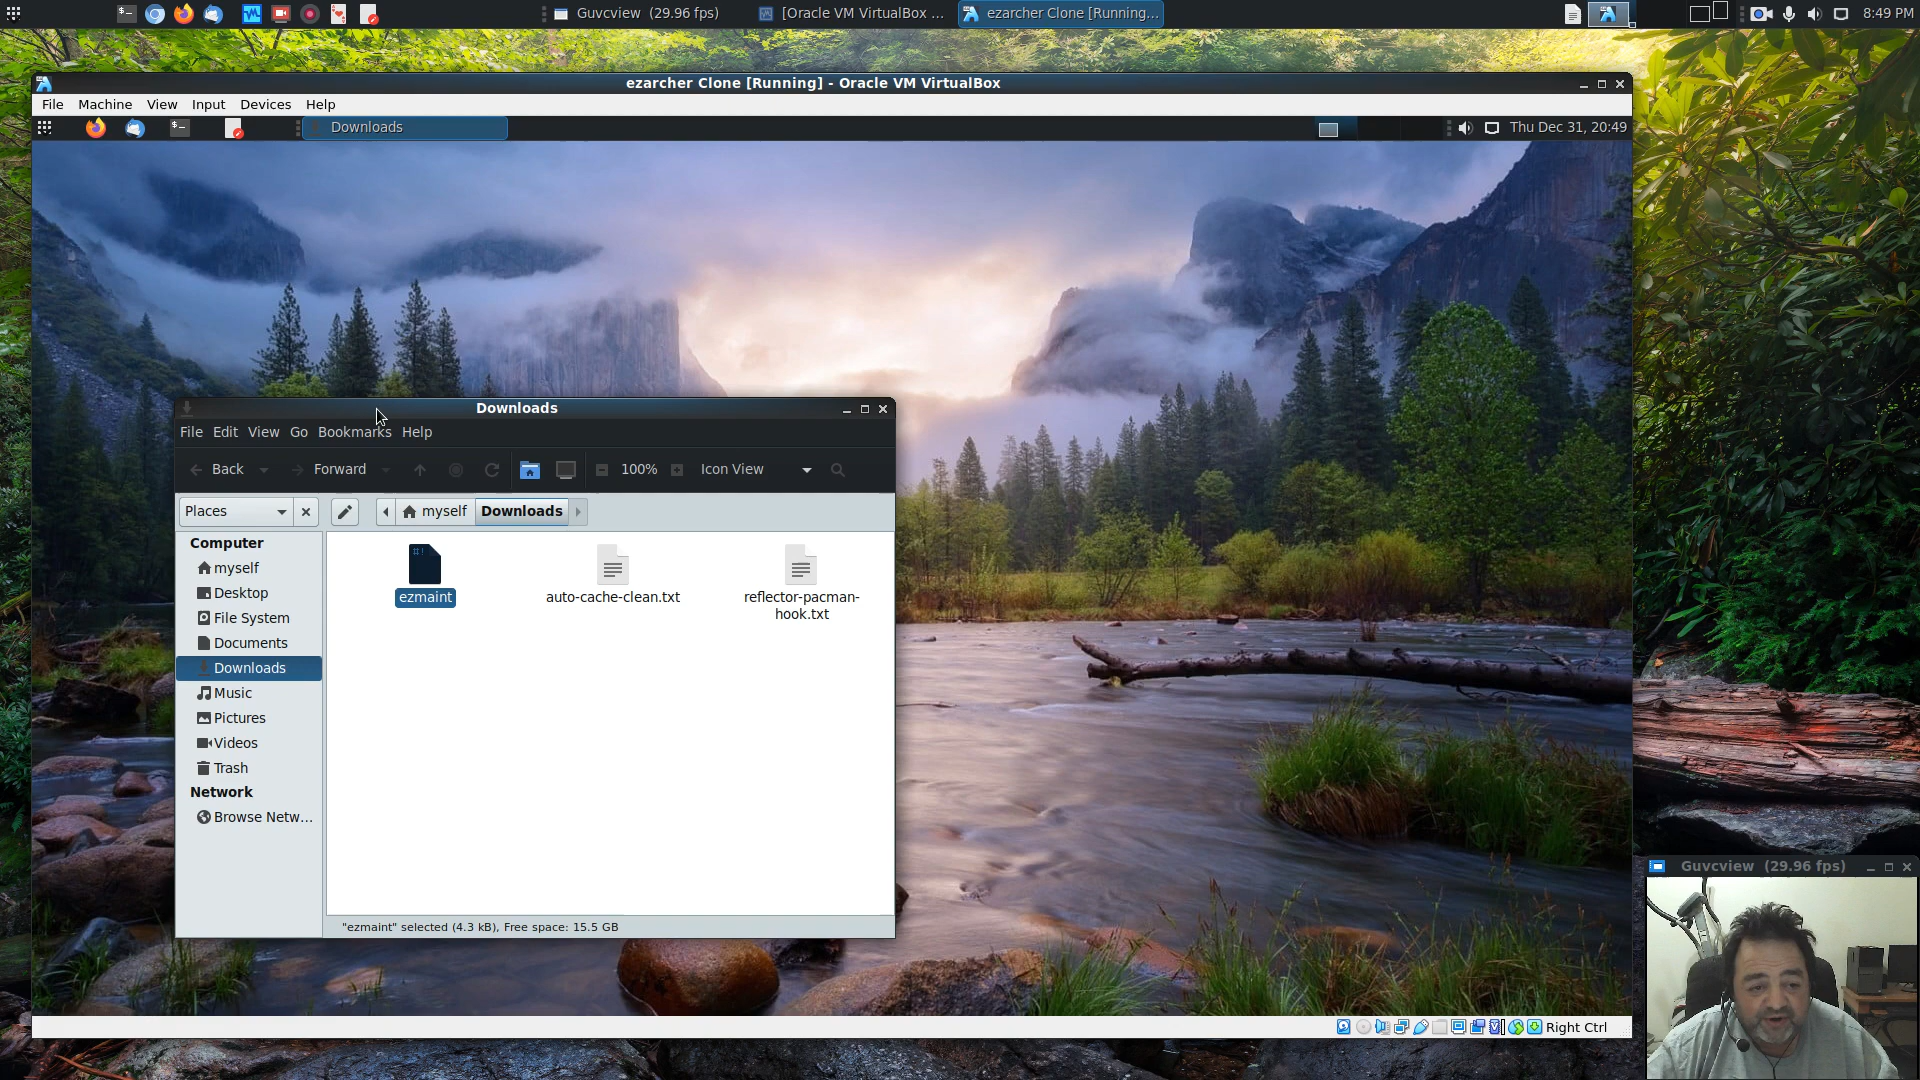 Guvcview (29.96 fps)
[Oracle VM VirtualBox ...
ezarcher Clone [Running...
8:49 PM
ezarcher Clone [Running] - Oracle VM VirtualBox
File Machine View Input Devices Help
Downloads
Thu Dec 31, 20:49
Downloads
File Edit View Go Bookmarks Help
Back Forward 100% Icon View
Places
myself Downloads
Computer
myself
Desktop
File System
Documents
Downloads
Music
Pictures
Videos
Trash
Network
Browse Netw...
ezmaint
auto-cache-clean.txt
reflector-pacman-
hook.txt
"ezmaint" selected (4.3 kB), Free space: 15.5 GB
Guvcview (29.96 fps)
Right Ctrl